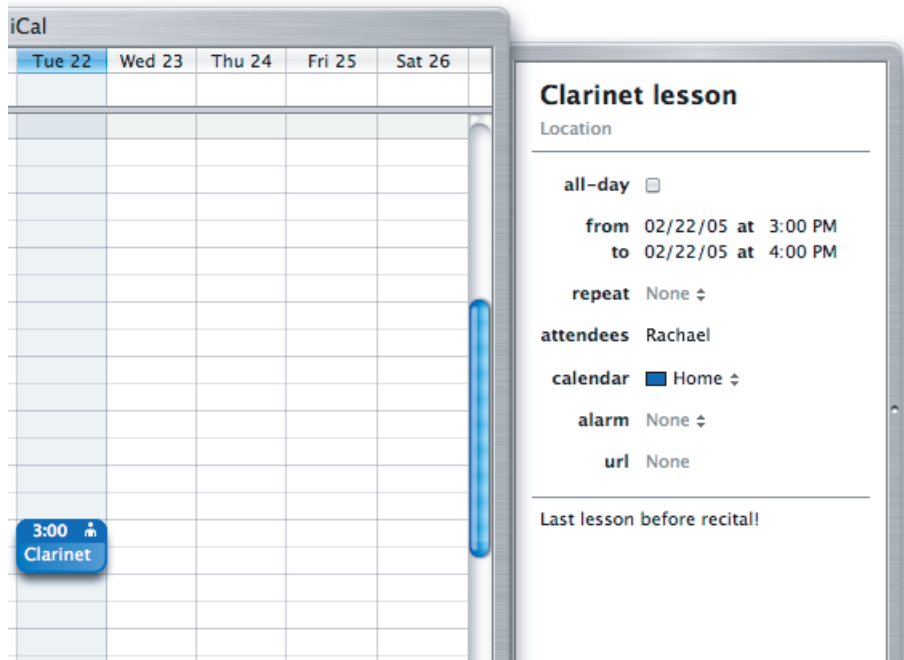 iCal
Tue 22 Wed 23 Thu 24 Fri 25 Sat 26
3:00
Clarinet
Clarinet lesson
Location
all-day
from 02/22/05 at 3:00 PM
to 02/22/05 at 4:00 PM
repeat None
attendees Rachael
calendar Home
alarm None
url None
Last lesson before recital!